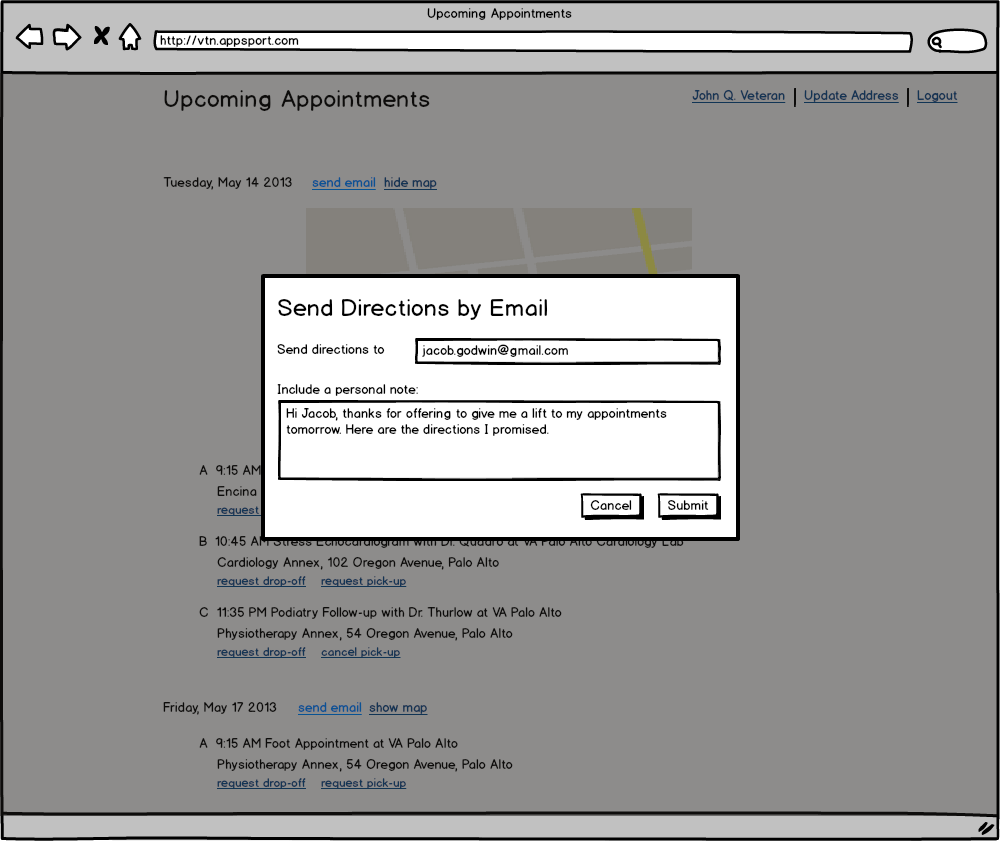 Upcoming Appointments
http://vtn.appsport.com
Upcoming Appointments
John Q. Veteran
Update Address
Logout
Tuesday, May 14 2013 send email hide map
Send Directions by Email
Send directions to jacob.godwin@gmail.com
Include a personal note:
Hi Jacob, thanks for offering to give me a lift to my appointments
tomorrow. Here are the directions I promised.
Cancel Submit
A 9:15 AM
Encina
request
B 10:45 AM Stress Echocardiogram with Dr. Quadro at VA Palo Alto Cardiology Lab
Cardiology Annex, 102 Oregon Avenue, Palo Alto
request drop-off request pick-up
C 11:35 PM Podiatry Follow-up with Dr. Thurlow at VA Palo Alto
Physiotherapy Annex, 54 Oregon Avenue, Palo Alto
request drop-off cancel pick-up
Friday, May 17 2013 send email show map
A 9:15 AM Foot Appointment at VA Palo Alto
Physiotherapy Annex, 54 Oregon Avenue, Palo Alto
request drop-off request pick-up